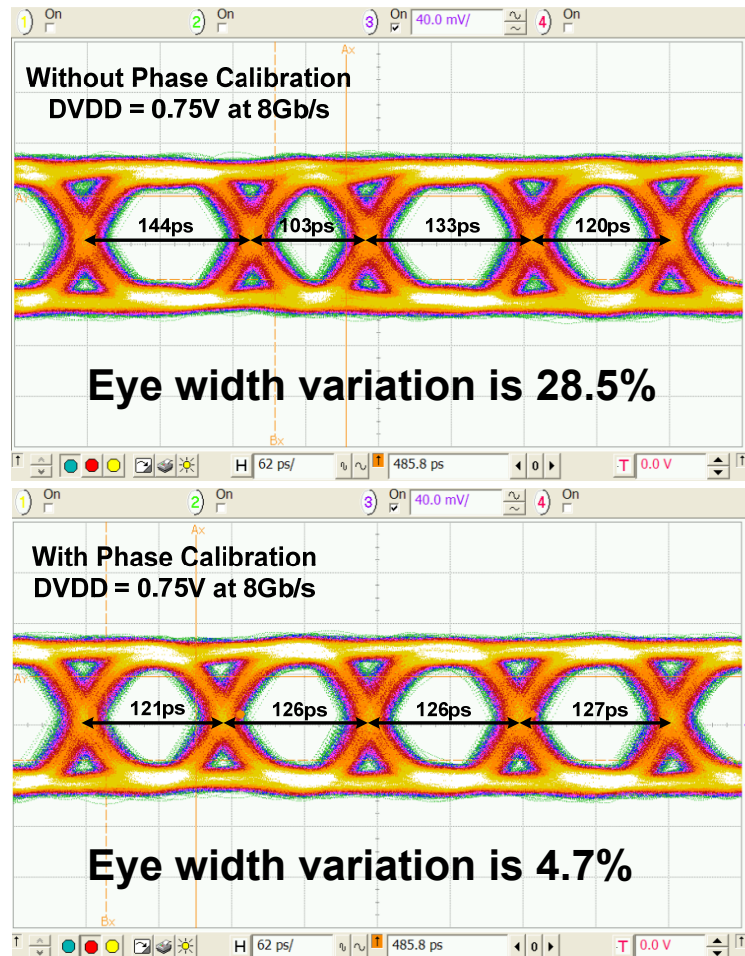 1 On 2 On 3 On 40.0 mV/ 4 On
Ax
Without Phase Calibration
DVDD = 0.75V at 8Gb/s
Ay
144ps 103ps 133ps 120ps
Eye width variation is 28.5%
Bx
H 62 ps/ 485.8 ps 0 T 0.0 V
1 On 2 On 3 On 40.0 mV/ 4 On
Ax
With Phase Calibration
DVDD = 0.75V at 8Gb/s
Ay
121ps 126ps 126ps 127ps
Eye width variation is 4.7%
Bx
H 62 ps/ 485.8 ps 0 T 0.0 V